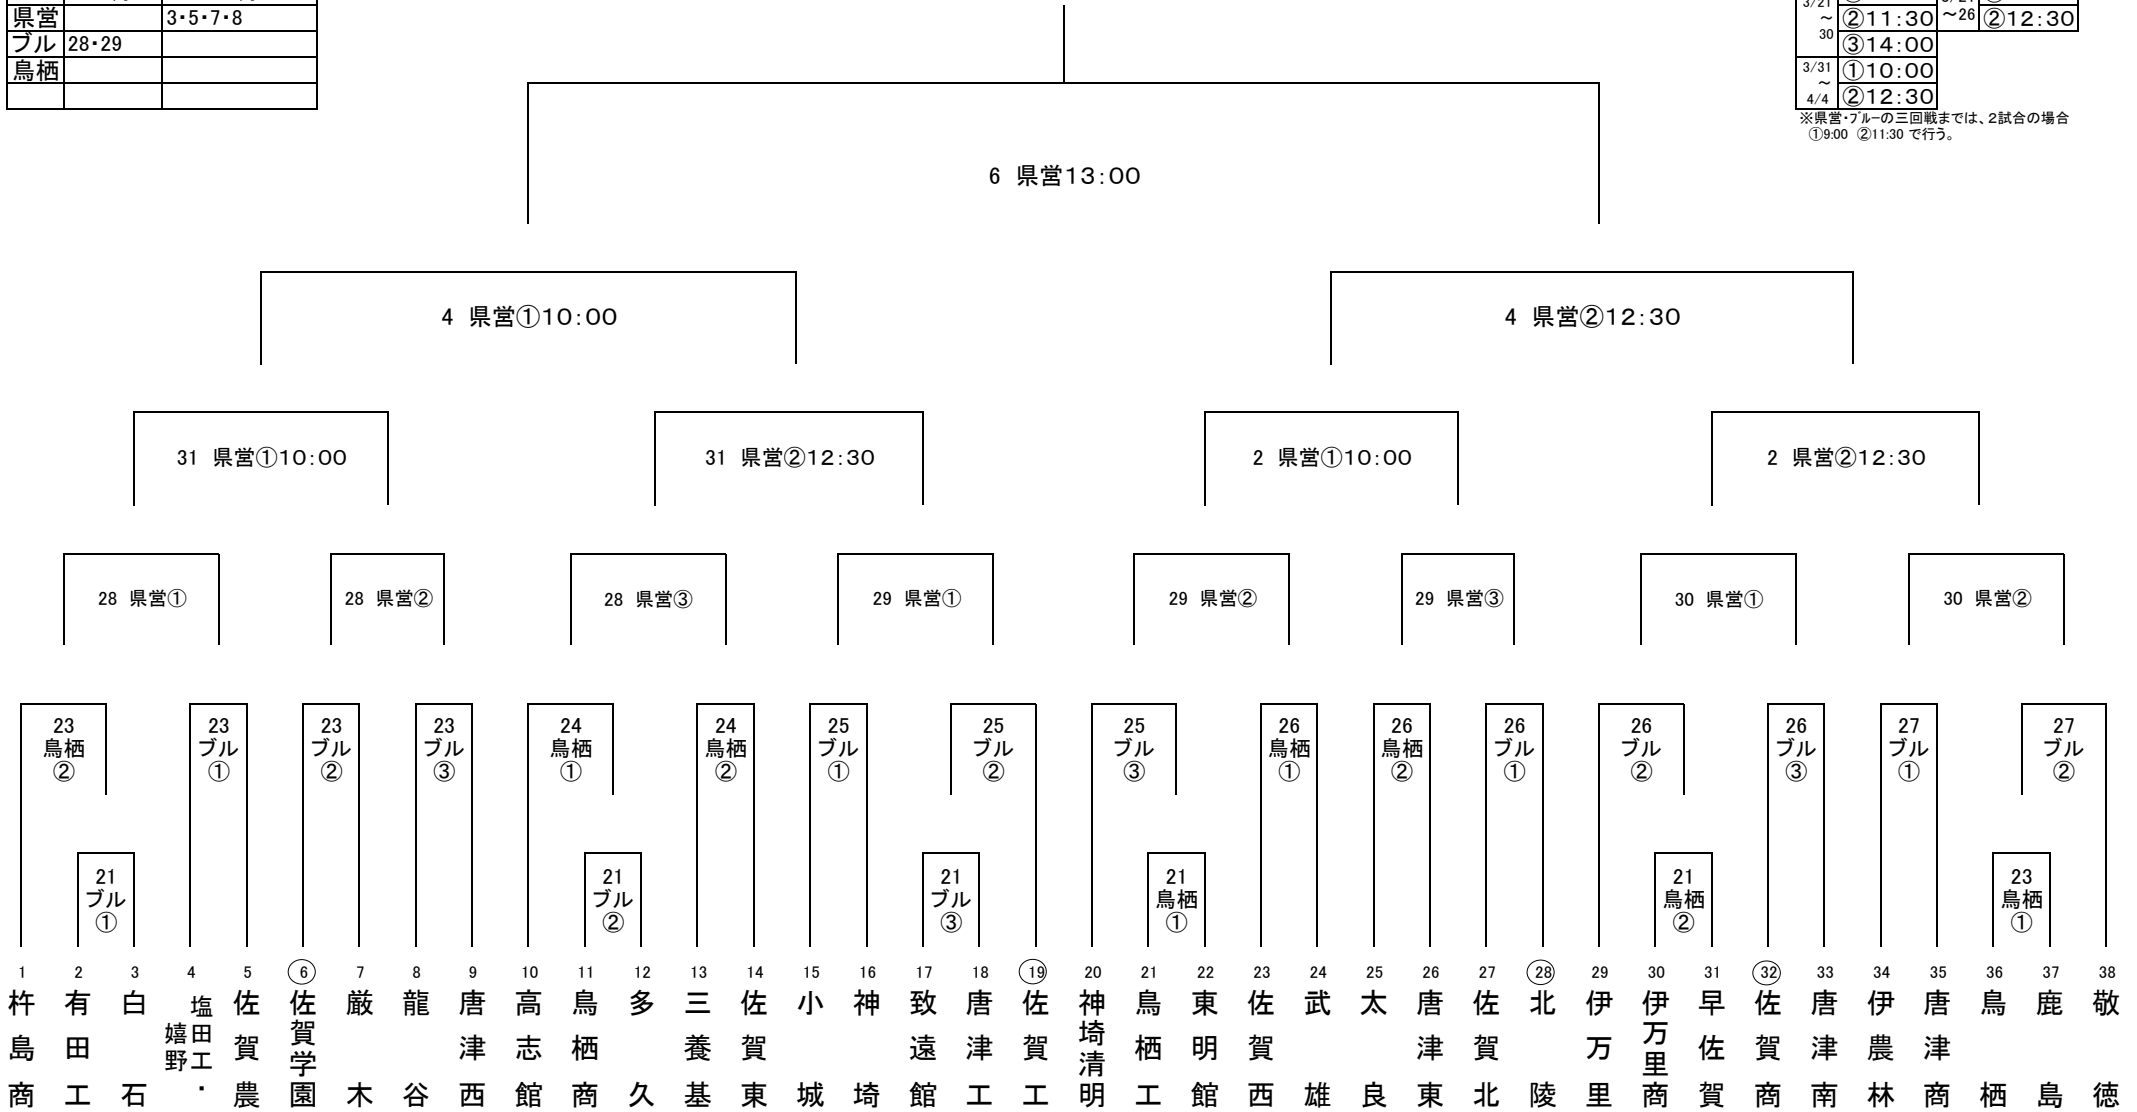 県営 3・5・7・8
ブル 28・29
鳥栖
②11:30 ～26 ②12:30
～
30
③14:00
3/31 ①10:00
～
4/4 ②12:30
※県営・ブルーの三回戦までは、2試合の場合
①9:00 ②11:30 で行う。
6 県営13:00
4 県営①10:00
4 県営②12:30
31 県営①10:00
31 県営②12:30
2 県営①10:00
2 県営②12:30
28 県営①
28 県営②
28 県営③
29 県営①
29 県営②
29 県営③
30 県営①
30 県営②
23 鳥栖 ②
23 ブル ①
23 ブル ②
23 ブル ③
24 鳥栖 ①
24 鳥栖 ②
25 ブル ①
25 ブル ②
25 ブル ③
26 鳥栖 ①
26 鳥栖 ②
26 ブル ①
26 ブル ②
26 ブル ③
27 ブル ①
27 ブル ②
21 ブル ①
21 ブル ②
21 ブル ③
21 鳥栖 ①
21 鳥栖 ②
23 鳥栖 ①
1 杵島商
2 有田工
3 白石
4 塩田工・嬉野
5 佐賀農
6 佐賀学園
7 厳木
8 龍谷
9 唐津西
10 高志館
11 鳥栖商
12 多久
13 三養基
14 佐賀東
15 小城
16 神埼
17 致遠館
18 唐津工
19 佐賀工
20 神埼清明
21 鳥栖工
22 東明館
23 佐賀西
24 武雄
25 太良
26 唐津東
27 佐賀北
28 北陵
29 伊万里
30 伊万里商
31 早佐賀
32 佐賀商
33 唐津南
34 伊農林
35 唐津商
36 鳥栖
37 鹿島
38 敬徳